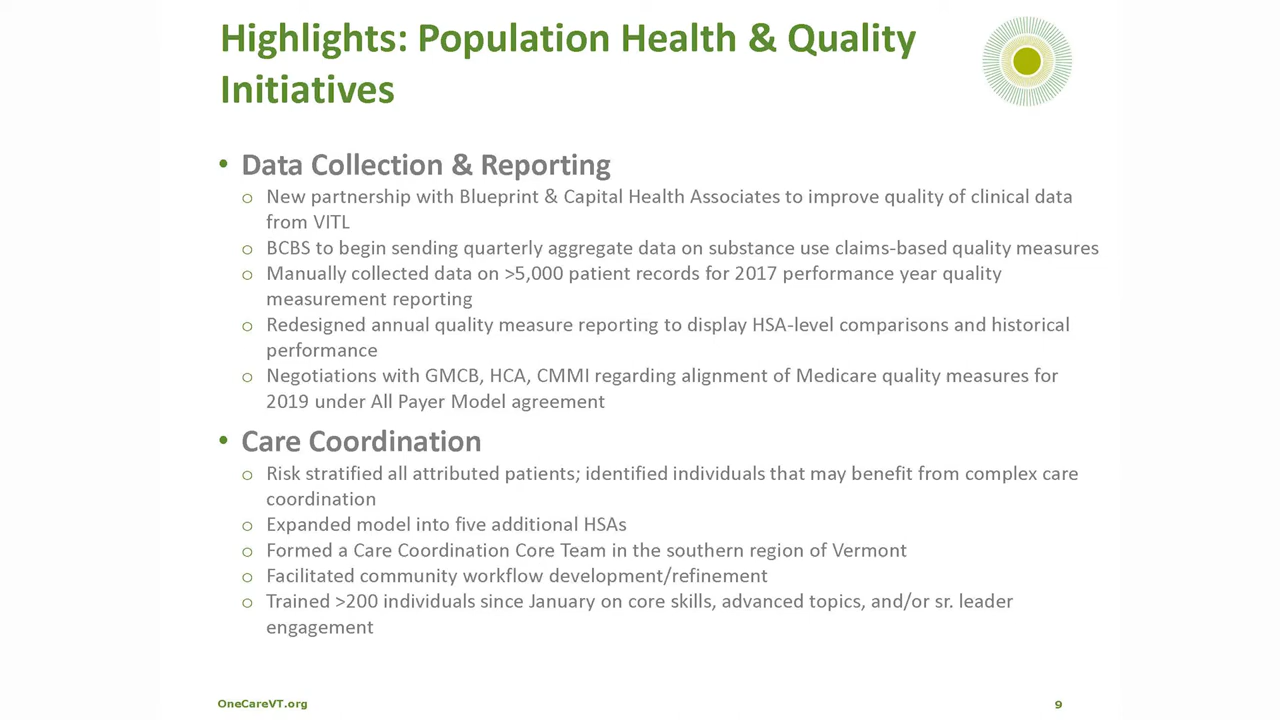 Highlights: Population Health & Quality
Initiatives
• Data Collection & Reporting
o New partnership with Blueprint & Capital Health Associates to improve quality of clinical data
from VITL
o BCBS to begin sending quarterly aggregate data on substance use claims-based quality measures
o Manually collected data on >5,000 patient records for 2017 performance year quality
measurement reporting
o Redesigned annual quality measure reporting to display HSA-level comparisons and historical
performance
o Negotiations with GMCB, HCA, CMMI regarding alignment of Medicare quality measures for
2019 under All Payer Model agreement
• Care Coordination
o Risk stratified all attributed patients; identified individuals that may benefit from complex care
coordination
o Expanded model into five additional HSAs
o Formed a Care Coordination Core Team in the southern region of Vermont
o Facilitated community workflow development/refinement
o Trained >200 individuals since January on core skills, advanced topics, and/or sr. leader
engagement
OneCareVT.org
9